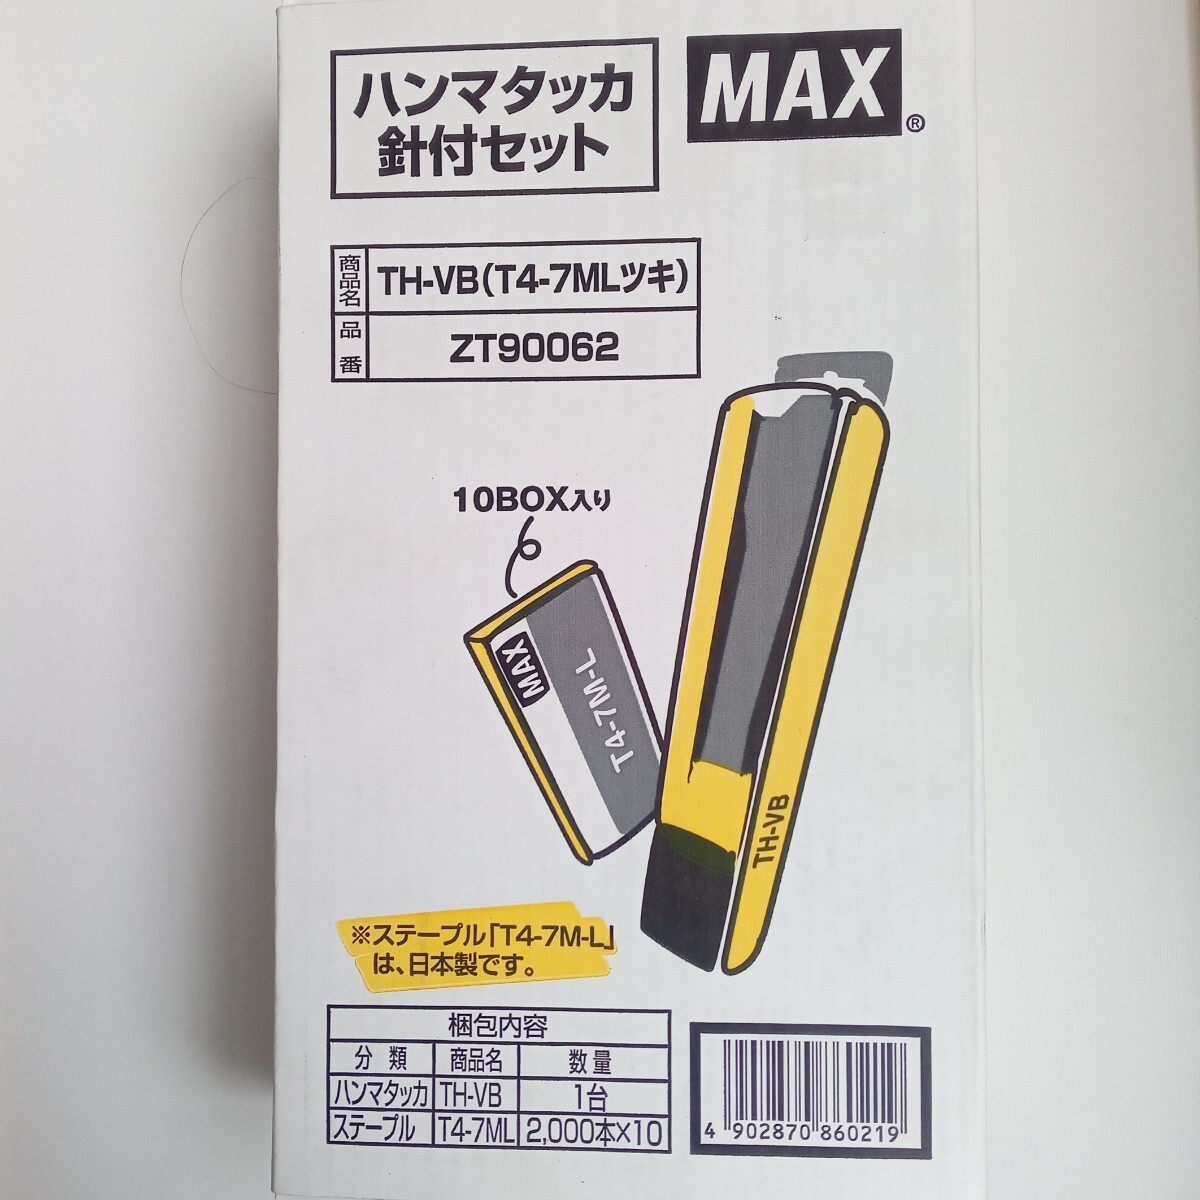 ハンマタッカ
針付セット
MAX®
商品名 TH-VB(T4-7MLツキ)
品番 ZT90062
10BOX入り
MAX
T4-7M-L
TH-VB
※ステープル「T4-7M-L」
は、日本製です。
梱包内容
分類 商品名 数量
ハンマタッカ TH-VB 1台
ステープル T4-7ML 2,000本×10
4 902870 860219